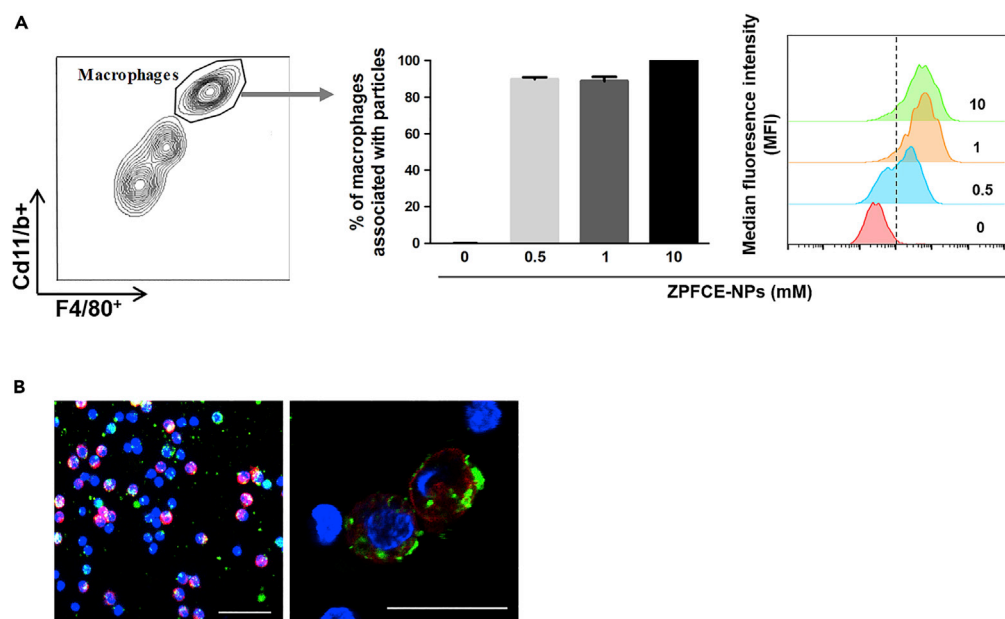 A
Macrophages
Cd11/b+
F4/80⁺
% of macrophages
associated with particles
100
80
60
40
20
0
0 0.5 1 10
ZPFCE-NPs (mM)
Median fluoresence intensity
(MFI)
10
1
0.5
0
B